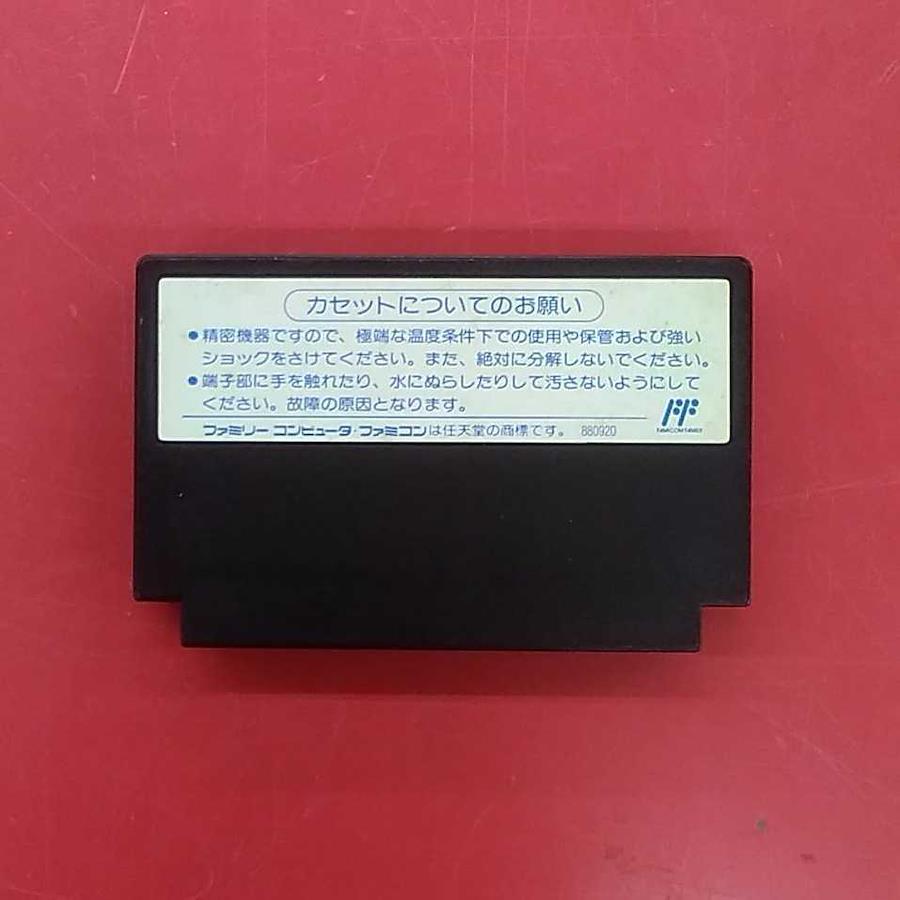 カセットについてのお願い
●精密機器ですので、極端な温度条件下での使用や保管および強い
ショックをさけてください。また、絶対に分解しないでください。
●端子部に手を触れたり、水にぬらしたりして汚さないようにして
ください。故障の原因となります。
ファミリーコンピュータ・ファミコンは任天堂の商標です。 880920
FF
FAMICOM FAMILY